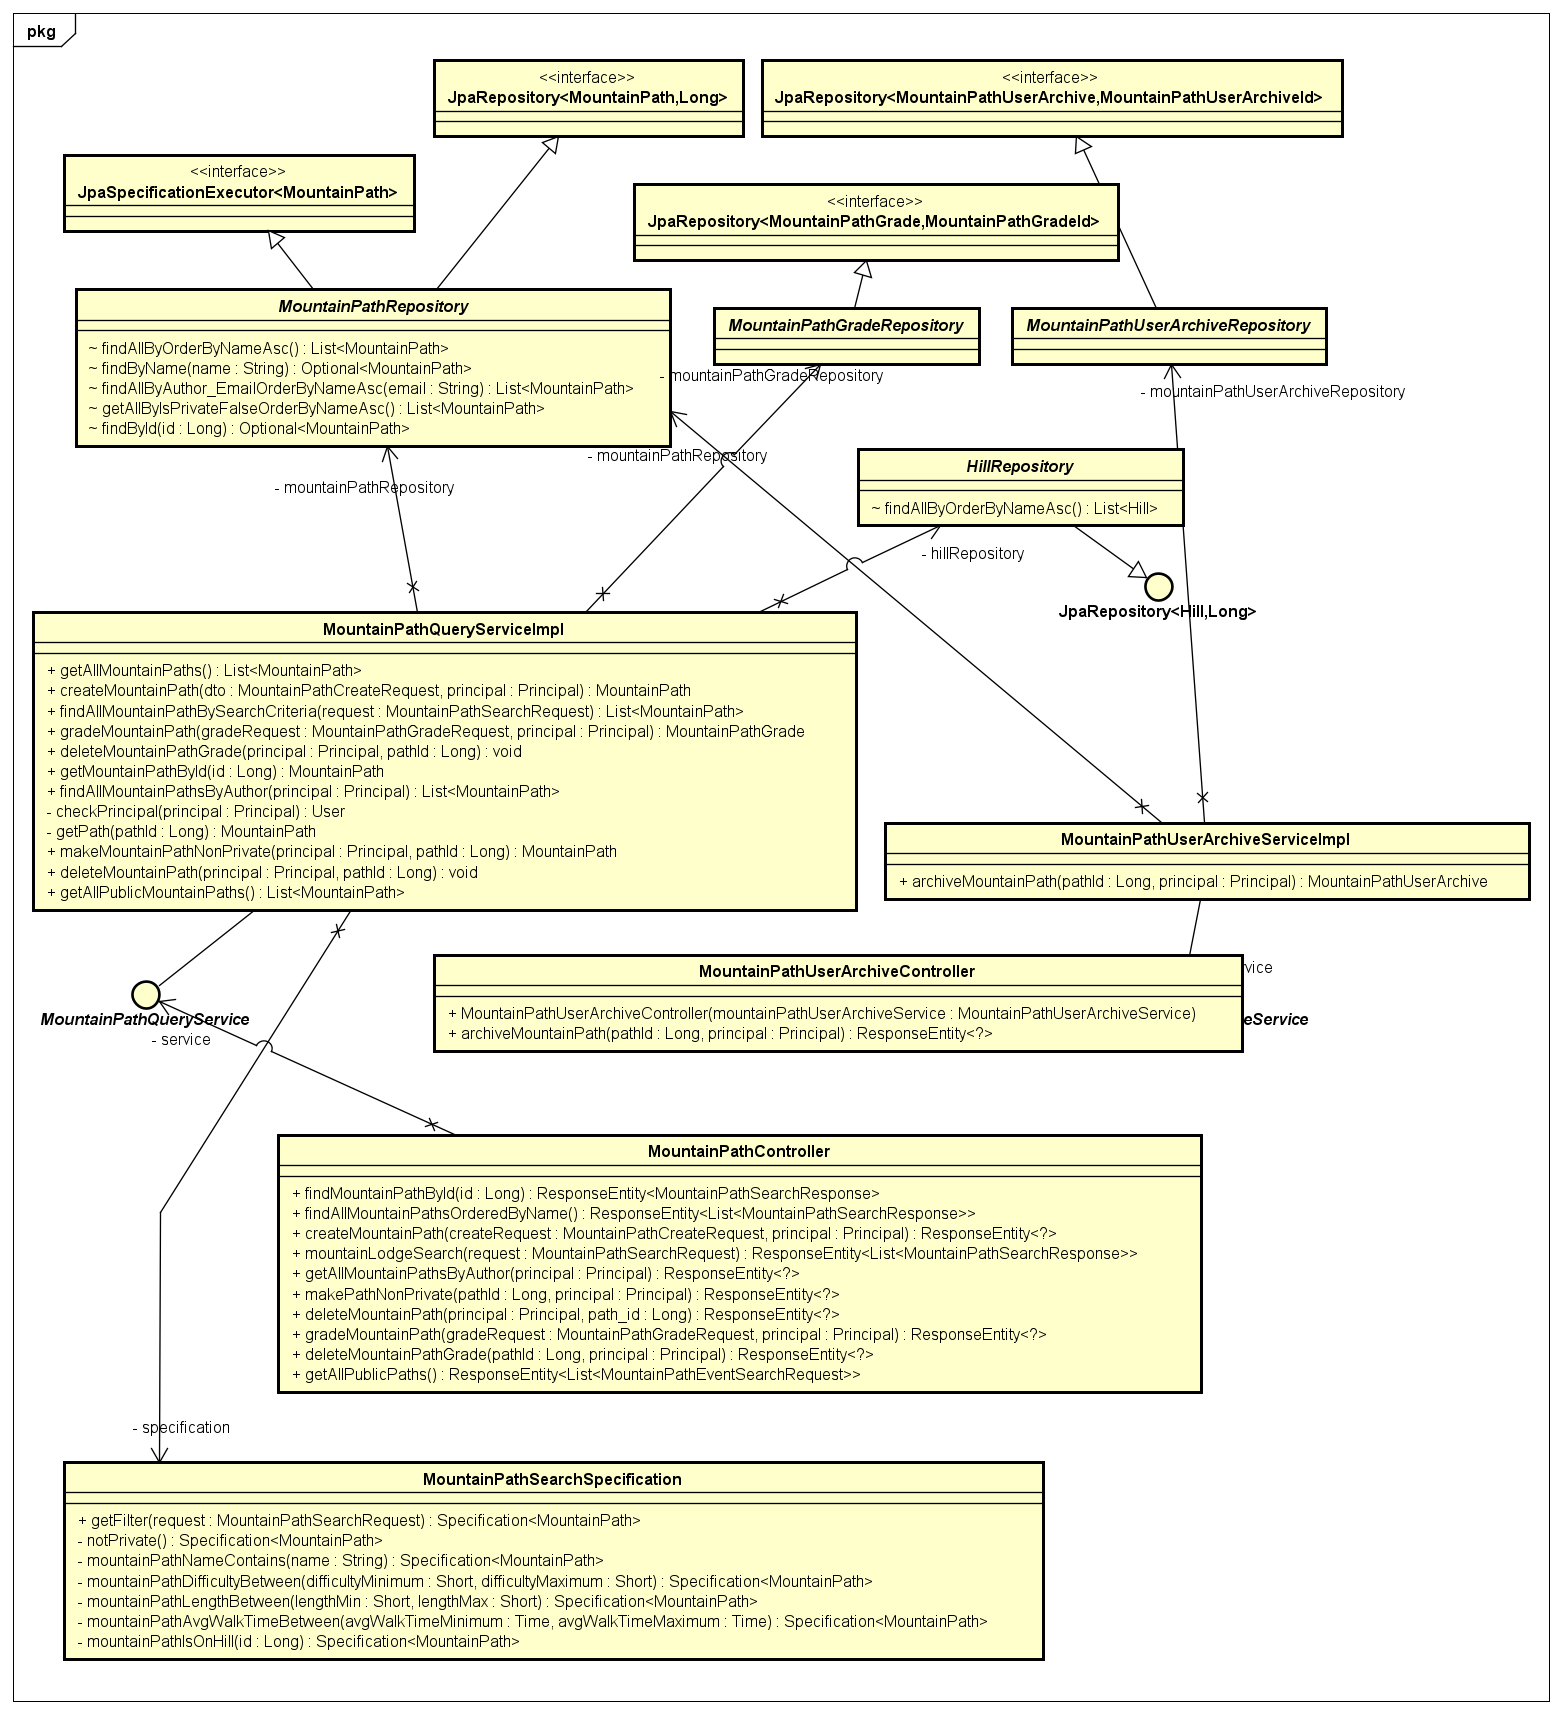 pkg
<<interface>>
JpaRepository<MountainPath,Long>
<<interface>>
JpaRepository<MountainPathUserArchive,MountainPathUserArchiveId>
<<interface>>
JpaSpecificationExecutor<MountainPath>
<<interface>>
JpaRepository<MountainPathGrade,MountainPathGradeId>
MountainPathRepository
~ findAllByOrderByNameAsc() : List<MountainPath>
~ findByName(name : String) : Optional<MountainPath>
~ findAllByAuthor_EmailOrderByNameAsc(email : String) : List<MountainPath>
~ getAllByIsPrivateFalseOrderByNameAsc() : List<MountainPath>
~ findById(id : Long) : Optional<MountainPath>
MountainPathGradeRepository
MountainPathUserArchiveRepository
- mountainPathGradeRepository
- mountainPathUserArchiveRepository
- mountainPathRepository
- mountainPathRepository
HillRepository
~ findAllByOrderByNameAsc() : List<Hill>
- hillRepository
JpaRepository<Hill,Long>
MountainPathQueryServiceImpl
+ getAllMountainPaths() : List<MountainPath>
+ createMountainPath(dto : MountainPathCreateRequest, principal : Principal) : MountainPath
+ findAllMountainPathBySearchCriteria(request : MountainPathSearchRequest) : List<MountainPath>
+ gradeMountainPath(gradeRequest : MountainPathGradeRequest, principal : Principal) : MountainPathGrade
+ deleteMountainPathGrade(principal : Principal, pathId : Long) : void
+ getMountainPathById(id : Long) : MountainPath
+ findAllMountainPathsByAuthor(principal : Principal) : List<MountainPath>
- checkPrincipal(principal : Principal) : User
- getPath(pathId : Long) : MountainPath
+ makeMountainPathNonPrivate(principal : Principal, pathId : Long) : MountainPath
+ deleteMountainPath(principal : Principal, pathId : Long) : void
+ getAllPublicMountainPaths() : List<MountainPath>
MountainPathUserArchiveServiceImpl
+ archiveMountainPath(pathId : Long, principal : Principal) : MountainPathUserArchive
MountainPathUserArchiveController
+ MountainPathUserArchiveController(mountainPathUserArchiveService : MountainPathUserArchiveService)
+ archiveMountainPath(pathId : Long, principal : Principal) : ResponseEntity<?>
rvice
eService
MountainPathQueryService
- service
MountainPathController
+ findMountainPathById(id : Long) : ResponseEntity<MountainPathSearchResponse>
+ findAllMountainPathsOrderedByName() : ResponseEntity<List<MountainPathSearchResponse>>
+ createMountainPath(createRequest : MountainPathCreateRequest, principal : Principal) : ResponseEntity<?>
+ mountainLodgeSearch(request : MountainPathSearchRequest) : ResponseEntity<List<MountainPathSearchResponse>>
+ getAllMountainPathsByAuthor(principal : Principal) : ResponseEntity<?>
+ makePathNonPrivate(pathId : Long, principal : Principal) : ResponseEntity<?>
+ deleteMountainPath(principal : Principal, path_id : Long) : ResponseEntity<?>
+ gradeMountainPath(gradeRequest : MountainPathGradeRequest, principal : Principal) : ResponseEntity<?>
+ deleteMountainPathGrade(pathId : Long, principal : Principal) : ResponseEntity<?>
+ getAllPublicPaths() : ResponseEntity<List<MountainPathEventSearchRequest>>
- specification
MountainPathSearchSpecification
+ getFilter(request : MountainPathSearchRequest) : Specification<MountainPath>
- notPrivate() : Specification<MountainPath>
- mountainPathNameContains(name : String) : Specification<MountainPath>
- mountainPathDifficultyBetween(difficultyMinimum : Short, difficultyMaximum : Short) : Specification<MountainPath>
- mountainPathLengthBetween(lengthMin : Short, lengthMax : Short) : Specification<MountainPath>
- mountainPathAvgWalkTimeBetween(avgWalkTimeMinimum : Time, avgWalkTimeMaximum : Time) : Specification<MountainPath>
- mountainPathIsOnHill(id : Long) : Specification<MountainPath>